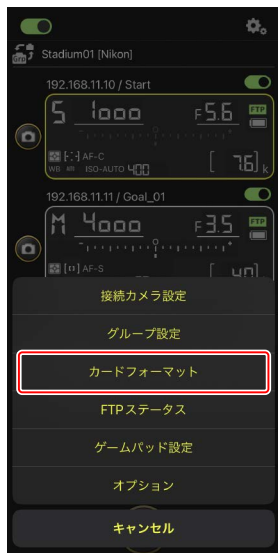 Grp Stadium01 [Nikon]
192.168.11.10 / Start
S 1000 F5.6 FTP
[ ] AF-C
WB ISO-AUTO 400 [ 7.6] k
192.168.11.11 / Goal_01
M 4000 F3.5 FTP
AF-S
接続カメラ設定
グループ設定
カードフォーマット
FTPステータス
ゲームパッド設定
オプション
キャンセル